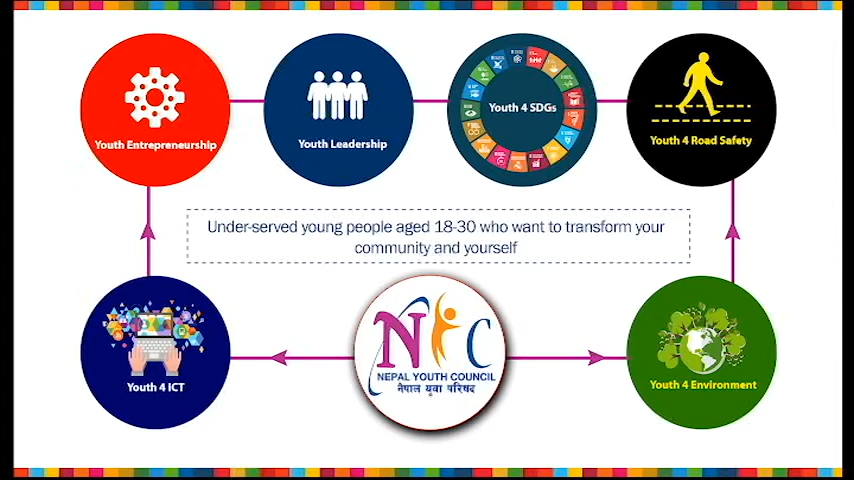 Youth Entrepreneurship
Youth Leadership
Youth 4 SDGs
Youth 4 Road Safety
Under-served young people aged 18-30 who want to transform your
community and yourself
Youth 4 ICT
NYC
NEPAL YOUTH COUNCIL
नेपाल युवा परिषद
Youth 4 Environment